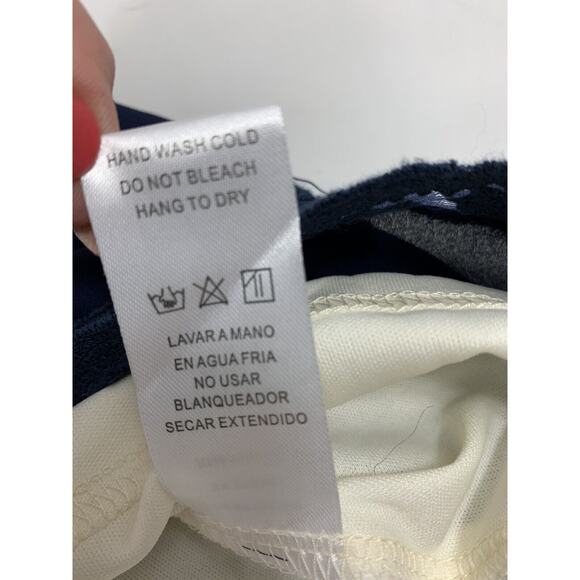 HAND WASH COLD
DO NOT BLEACH
HANG TO DRY
LAVAR A MANO
EN AGUA FRIA
NO USAR
BLANQUEADOR
SECAR EXTENDIDO